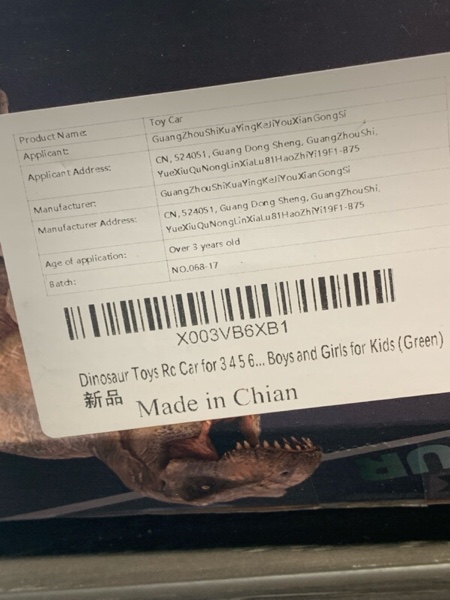 Product Name: Toy Car
Applicant: GuangZhouShiKuaYingKeJiYouXianGongSi
Applicant Address: CN, 524051, Guang Dong Sheng, GuangZhouShi,
YueXiuQuNongLinXiaLu81HaoZhiYi19F1-B75
Manufacturer: GuangZhouShiKuaYingKeJiYouXianGongSi
Manufacturer Address: CN, 524051, Guang Dong Sheng, GuangZhouShi,
YueXiuQuNongLinXiaLu81HaoZhiYi19F1-B75
Age of application: Over 3 years old
Batch: NO.068-17
X003VB6XB1
Dinosaur Toys Rc Car for 3 4 5 6... Boys and Girls for Kids (Green)
新品 Made in Chian